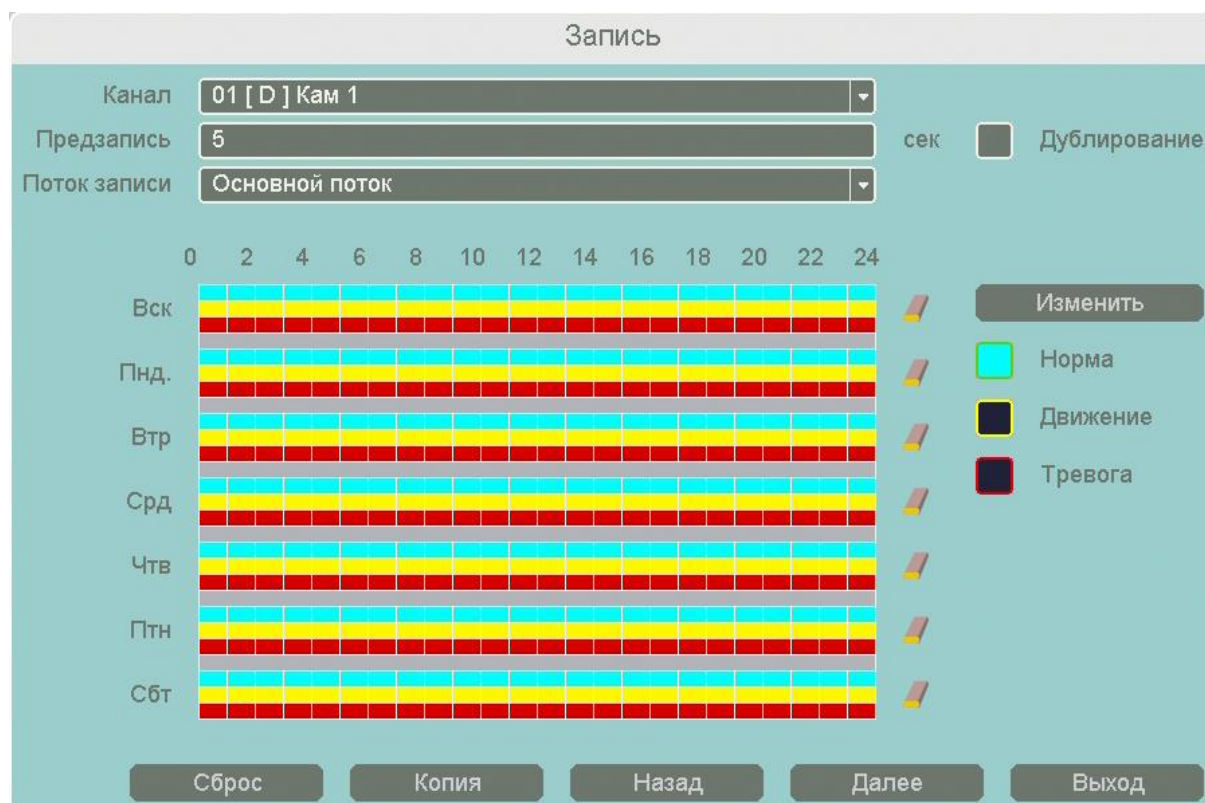 Запись
Канал 01 [ D ] Кам 1
Предзапись 5 сек Дублирование
Поток записи Основной поток
0 2 4 6 8 10 12 14 16 18 20 22 24
Вск Изменить
Пнд. Норма
Втр Движение
Срд Тревога
Чтв
Птн
Сбт
Сброс Копия Назад Далее Выход